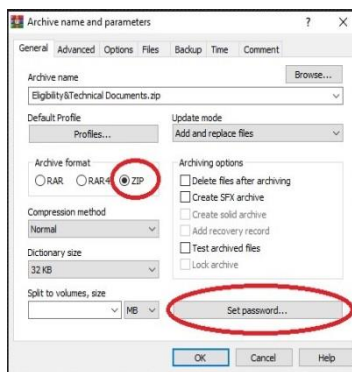 Archive name and parameters ? X
General Advanced Options Files Backup Time Comment
Archive name
Browse...
Eligibility&Technical Documents.zip
Default Profile
Profiles...
Update mode
Add and replace files
Archive format
RAR RAR4 ZIP
Compression method
Normal
Dictionary size
32 KB
Split to volumes, size
MB
Archiving options
Delete files after archiving
Create SFX archive
Create solid archive
Add recovery record
Test archived files
Lock archive
Set password...
OK Cancel Help